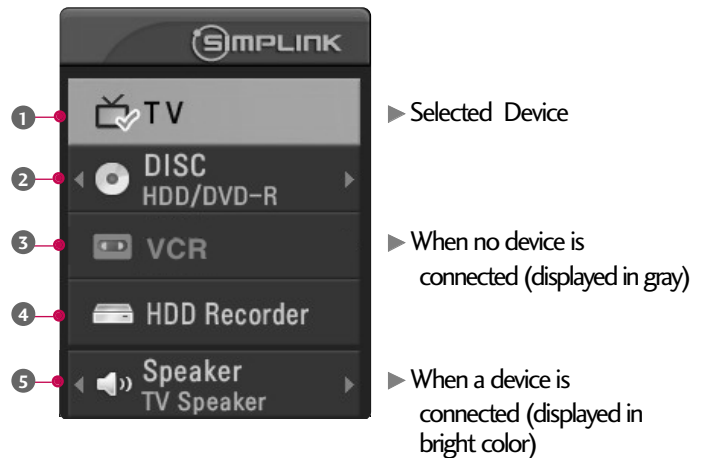 SIMPLINK
1 TV ▶ Selected Device
2 DISC
HDD/DVD-R
3 VCR ▶ When no device is
connected (displayed in gray)
4 HDD Recorder
5 Speaker ▶ When a device is
TV Speaker connected (displayed in
bright color)